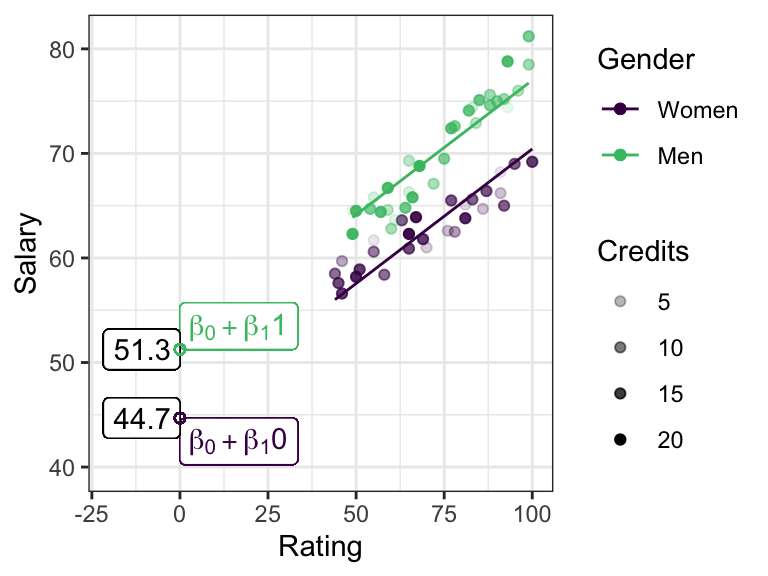 Salary
80
70
60
50
40
51.3
β₀ + β₁1
44.7
β₀ + β₁0
-25
0
25
50
75
100
Rating
Gender
Women
Men
Credits
5
10
15
20